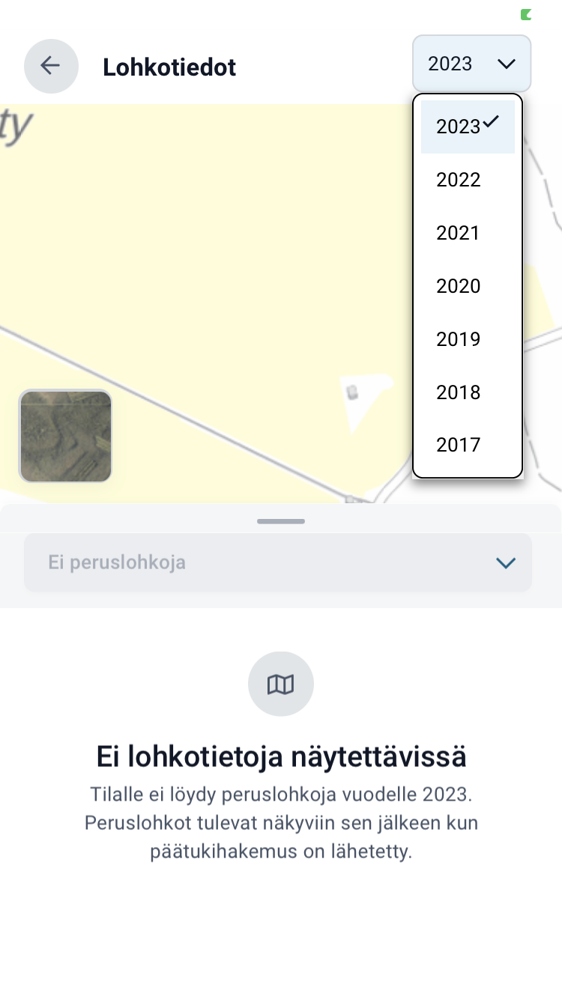 Lohkotiedot
2023
ty
2023
2022
2021
2020
2019
2018
2017
Ei peruslohkoja
Ei lohkotietoja näytettävissä
Tilalle ei löydy peruslohkoja vuodelle 2023.
Peruslohkot tulevat näkyviin sen jälkeen kun
päätukihakemus on lähetetty.